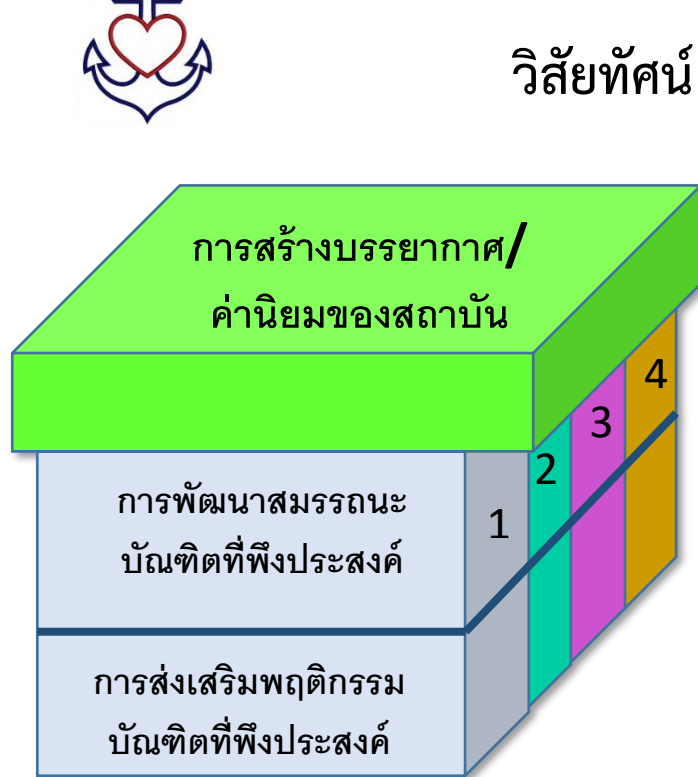 วิสัยทัศน์
การสร้างบรรยากาศ/
ค่านิยมของสถาบัน
4
3
2
1
การพัฒนาสมรรถนะ
บัณฑิตที่พึงประสงค์
การส่งเสริมพฤติกรรม
บัณฑิตที่พึงประสงค์